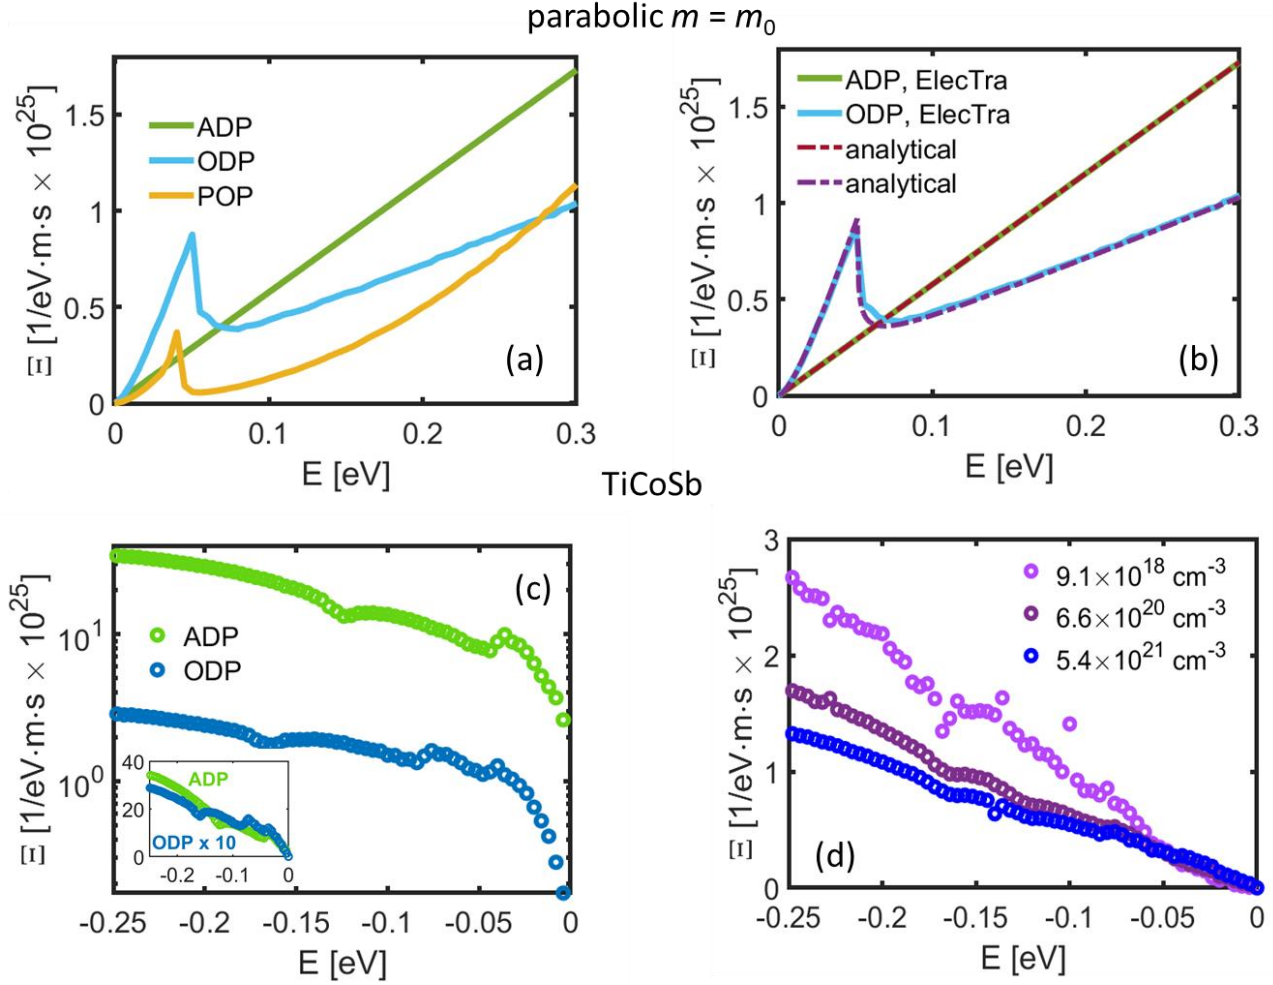 parabolic m = m0
Ξ [1/eV·m·s × 10^25]
1.5
1
0.5
0
ADP
ODP
POP
(a)
0
0.1
0.2
0.3
E [eV]
Ξ [1/eV·m·s × 10^25]
1.5
1
0.5
0
ADP, ElecTra
ODP, ElecTra
analytical
analytical
(b)
0
0.1
0.2
0.3
E [eV]
TiCoSb
Ξ [1/eV·m·s × 10^25]
10^1
10^0
ADP
ODP
(c)
40
20
0
ADP
ODP x 10
-0.2
-0.1
0
-0.25
-0.2
-0.15
-0.1
-0.05
0
E [eV]
Ξ [1/eV·m·s × 10^25]
3
2
1
0
9.1×10^18 cm^-3
6.6×10^20 cm^-3
5.4×10^21 cm^-3
(d)
-0.25
-0.2
-0.15
-0.1
-0.05
0
E [eV]